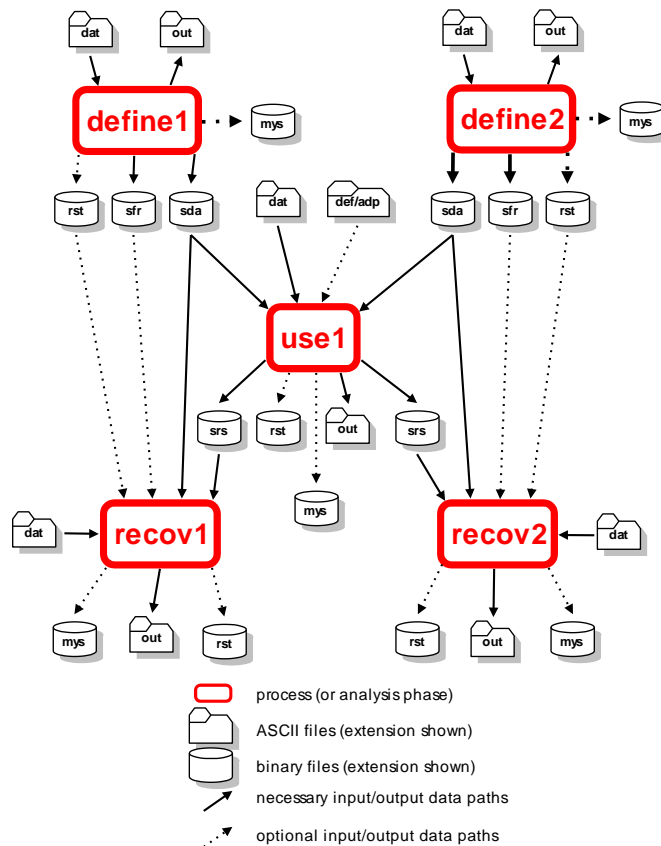 dat
out
dat
out
define1
mys
define2
mys
rst
sfr
sda
dat
def/adp
sda
sfr
rst
use1
srs
rst
out
srs
mys
dat
recov1
recov2
dat
mys
out
rst
rst
out
mys
process (or analysis phase)
ASCII files (extension shown)
binary files (extension shown)
necessary input/output data paths
optional input/output data paths